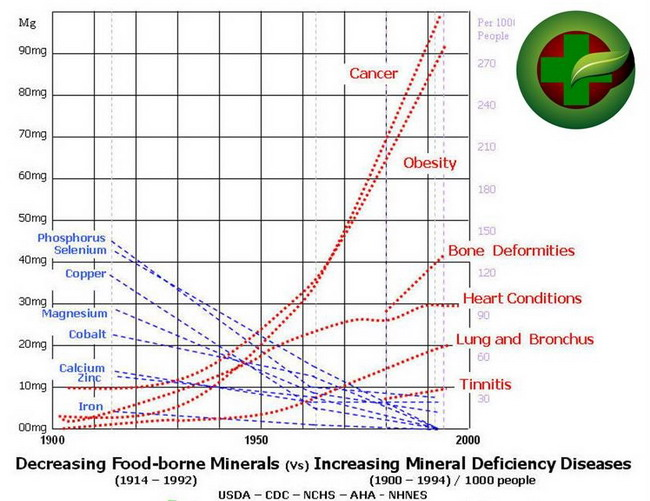 Mg
Per 1000
People
90mg
270
Cancer
80mg
240
70mg
Obesity
210
60mg
180
50mg
150
Phosphorus
Selenium
Bone Deformities
40mg
Copper
120
30mg
Heart Conditions
90
Magnesium
Cobalt
20mg
Lung and Bronchus
60
Calcium
Zinc
10mg
Tinnitis
30
Iron
00mg
1900
1950
2000
Decreasing Food-borne Minerals (Vs) Increasing Mineral Deficiency Diseases
(1914 – 1992) (1900 – 1994) / 1000 people
USDA – CDC – NCHS – AHA – NHNES